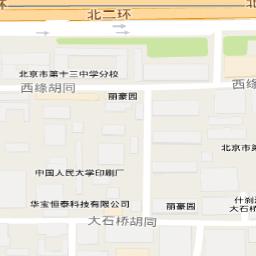 环
北二环
北
北京市第十三中学分校
西绦胡同
西绦
丽豪园
北京市第
中国人民大学印刷厂
华宝恒泰科技有限公司
丽豪园
什刹
大石桥胡同
大石桥